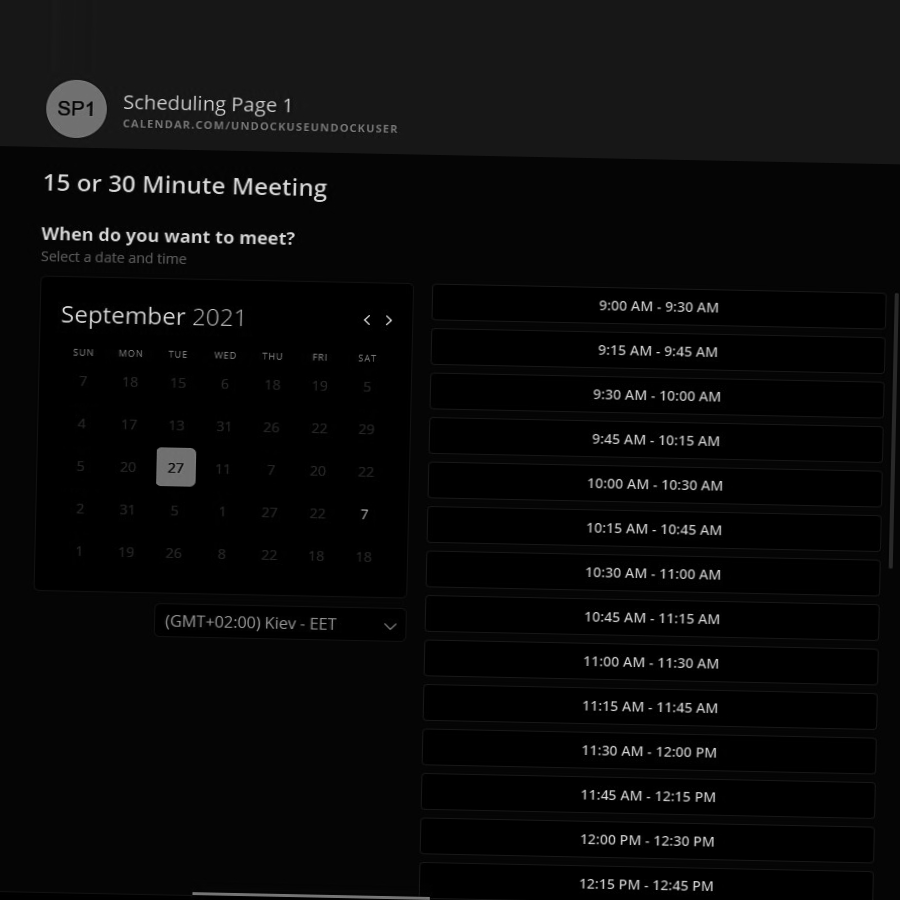 SP1
Scheduling Page 1
CALENDAR.COM/UNDOCKUSEUNDOCKUSER
15 or 30 Minute Meeting
When do you want to meet?
Select a date and time
September 2021
SUN MON TUE WED THU FRI SAT
7 18 15 6 18 19 5
4 17 13 31 26 22 29
5 20 27 11 7 20 22
2 31 5 1 27 22 7
1 19 26 8 22 18 18
(GMT+02:00) Kiev - EET
9:00 AM - 9:30 AM
9:15 AM - 9:45 AM
9:30 AM - 10:00 AM
9:45 AM - 10:15 AM
10:00 AM - 10:30 AM
10:15 AM - 10:45 AM
10:30 AM - 11:00 AM
10:45 AM - 11:15 AM
11:00 AM - 11:30 AM
11:15 AM - 11:45 AM
11:30 AM - 12:00 PM
11:45 AM - 12:15 PM
12:00 PM - 12:30 PM
12:15 PM - 12:45 PM